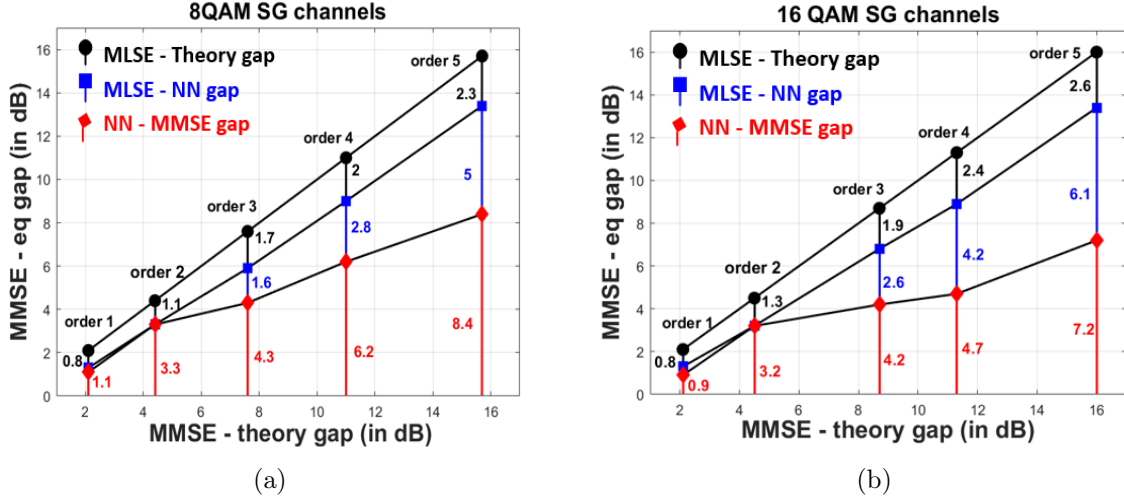 8QAM SG channels
MLSE - Theory gap
MLSE - NN gap
NN - MMSE gap
order 1
order 2
order 3
order 4
order 5
0.8
1.1
1.7
2
2.3
1.6
2.8
5
1.1
3.3
4.3
6.2
8.4
0
2
4
6
8
10
12
14
16
2
4
6
8
10
12
14
16
MMSE - eq gap (in dB)
MMSE - theory gap (in dB)
(a)
16 QAM SG channels
MLSE - Theory gap
MLSE - NN gap
NN - MMSE gap
order 1
order 2
order 3
order 4
order 5
0.8
1.3
1.9
2.4
2.6
2.6
4.2
6.1
0.9
3.2
4.2
4.7
7.2
0
2
4
6
8
10
12
14
16
2
4
6
8
10
12
14
16
MMSE - eq gap (in dB)
MMSE - theory gap (in dB)
(b)